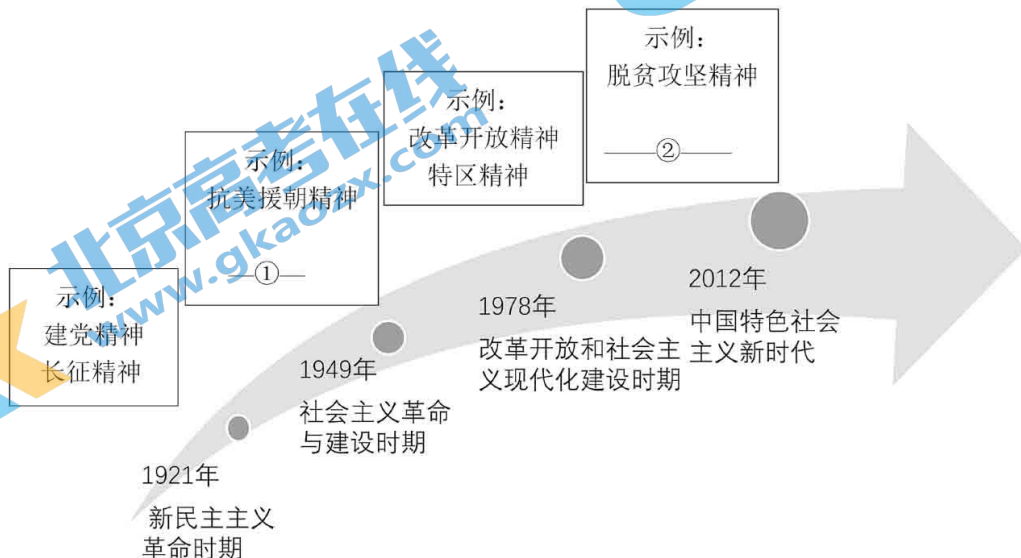 示例：
建党精神
长征精神
示例：
抗美援朝精神
①
示例：
改革开放精神
特区精神
示例：
脱贫攻坚精神
②
1921年
新民主主义
革命时期
1949年
社会主义革命
与建设时期
1978年
改革开放和社会主
义现代化建设时期
2012年
中国特色社会
主义新时代
北京高考在线
www.gkaozx.com